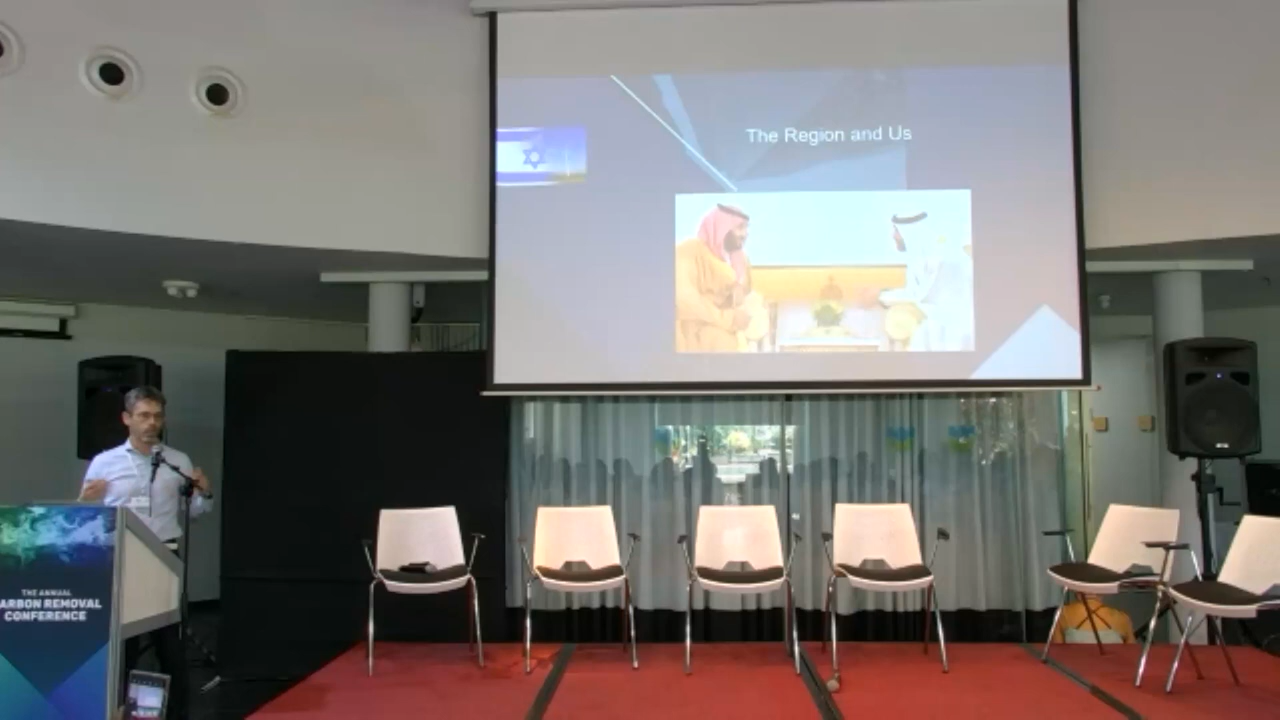 The Region and Us
THE ANNUAL
ARBON REMOVAL
CONFERENCE